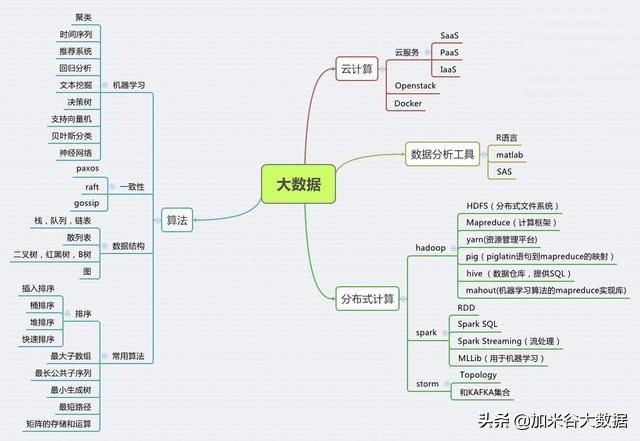 大数据
云计算
云服务
SaaS
PaaS
IaaS
Openstack
Docker
数据分析工具
R语言
matlab
SAS
分布式计算
hadoop
HDFS（分布式文件系统）
Mapreduce（计算框架）
yarn(资源管理平台)
pig（piglatin语句到mapreduce的映射）
hive （数据仓库，提供SQL）
mahout(机器学习算法的mapreduce实现库)
spark
RDD
Spark SQL
Spark Streaming（流处理）
MLLib（用于机器学习）
storm
Topology
和KAFKA集合
算法
机器学习
聚类
时间序列
推荐系统
回归分析
文本挖掘
决策树
支持向量机
贝叶斯分类
神经网络
一致性
paxos
raft
gossip
数据结构
栈，队列，链表
散列表
二叉树，红黑树，B树
图
常用算法
排序
插入排序
桶排序
堆排序
快速排序
最大子数组
最长公共子序列
最小生成树
最短路径
矩阵的存储和运算
头条 @加米谷大数据